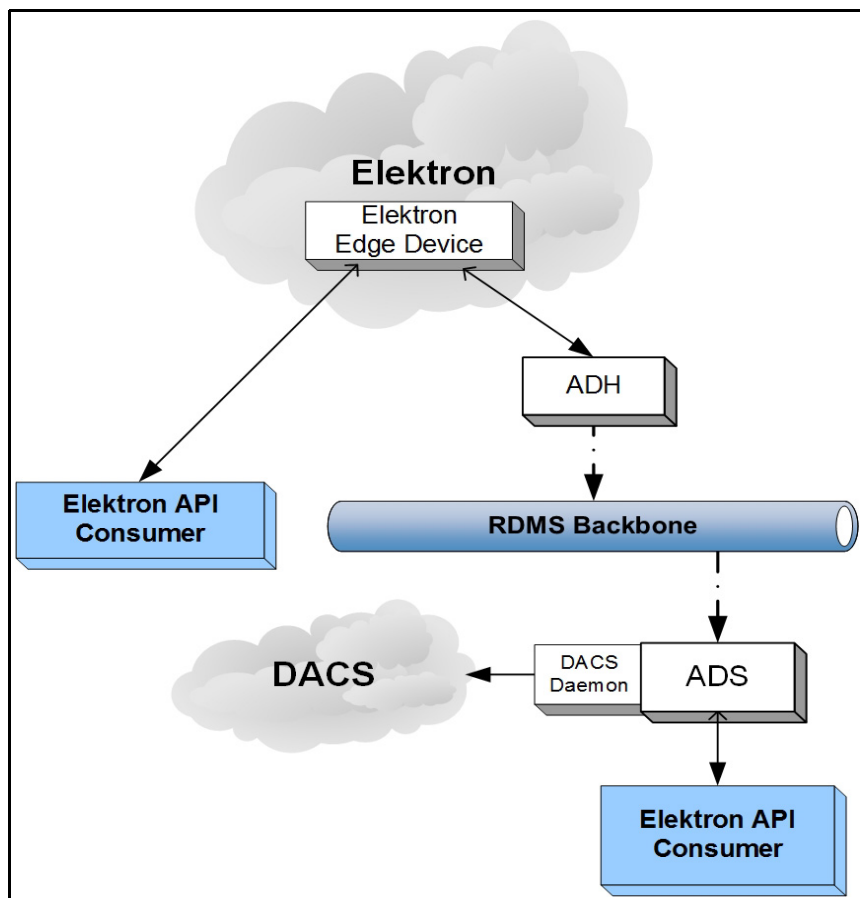 Elektron
Elektron
Edge Device
ADH
Elektron API
Consumer
RDMS Backbone
DACS
DACS
Daemon
ADS
Elektron API
Consumer